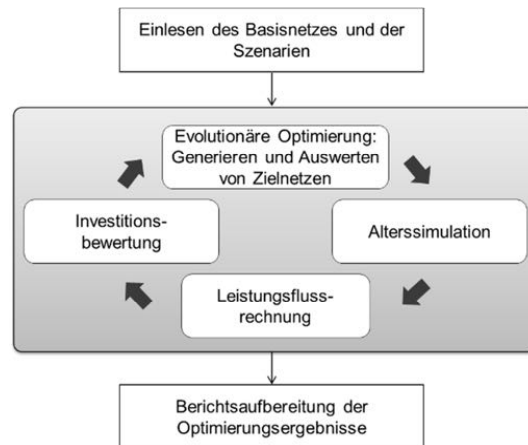 Einlesen des Basisnetzes und der
Szenarien
Evolutionäre Optimierung:
Generieren und Auswerten
von Zielnetzen
Investitions-
bewertung
Alterssimulation
Leistungsfluss-
rechnung
Berichtsaufbereitung der
Optimierungsergebnisse